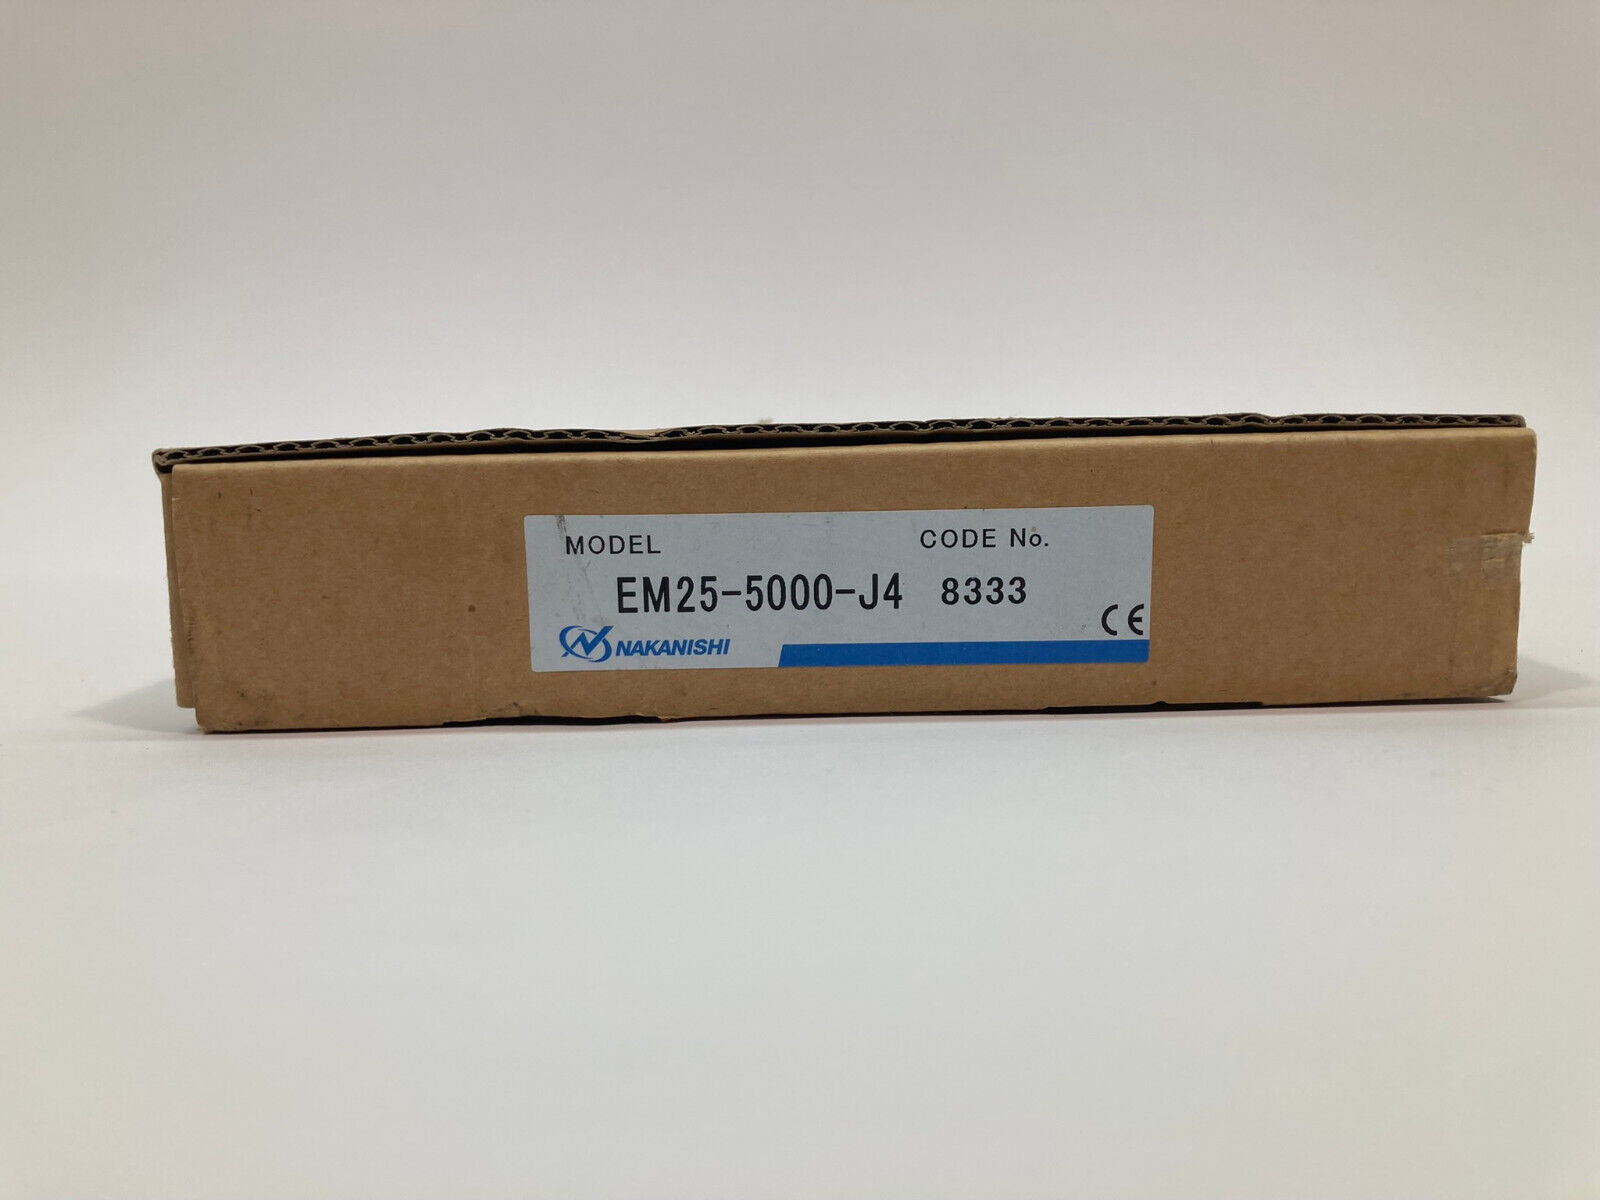 MODEL CODE No.
EM25-5000-J4 8333
NAKANISHI CE